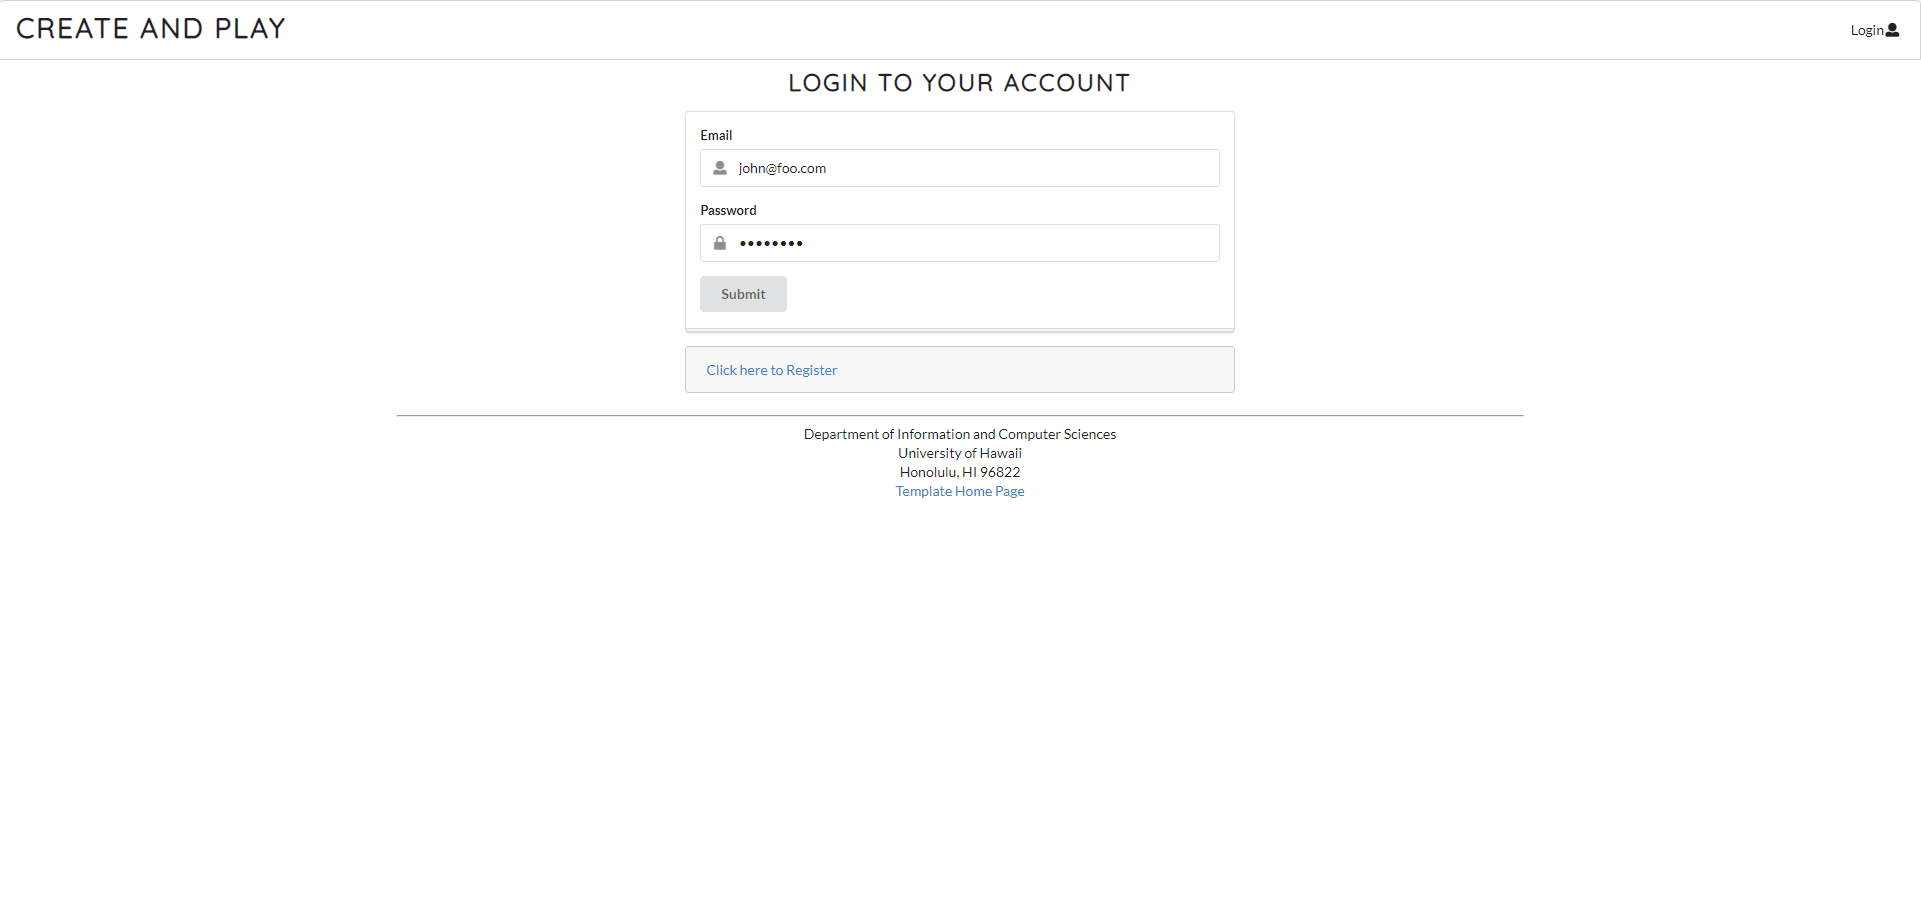 CREATE AND PLAY
Login
LOGIN TO YOUR ACCOUNT
Email
john@foo.com
Password
••••••••
Submit
Click here to Register
Department of Information and Computer Sciences
University of Hawaii
Honolulu, HI 96822
Template Home Page